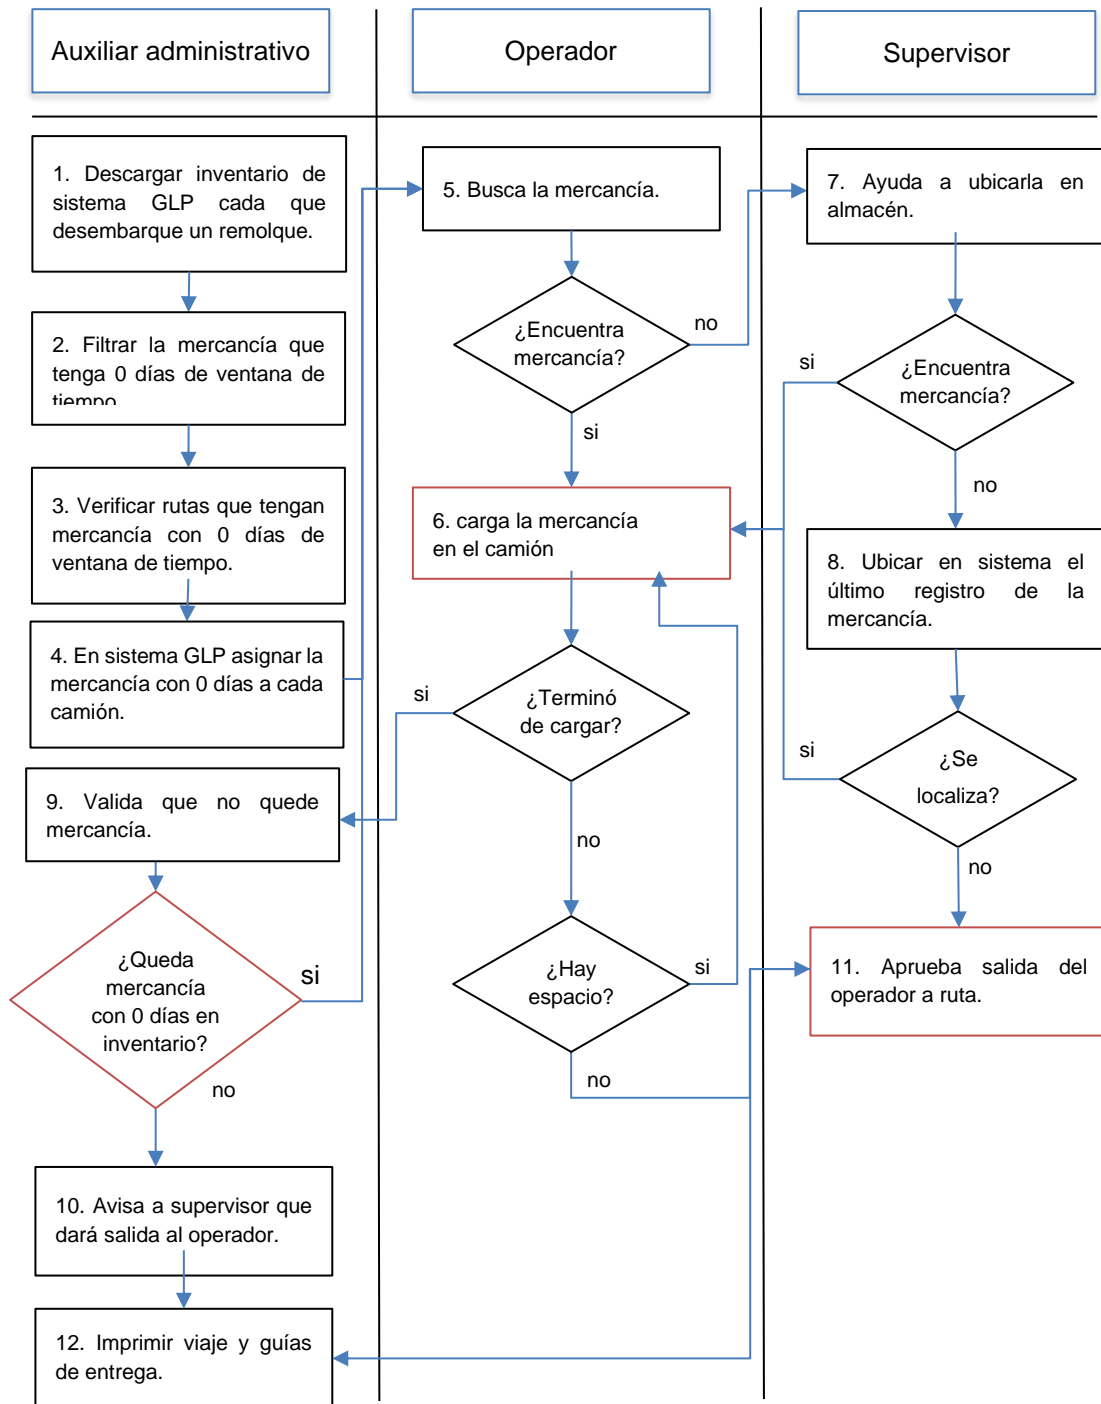 Auxiliar administrativo
Operador
Supervisor
1. Descargar inventario de
sistema GLP cada que
desembarque un remolque.
2. Filtrar la mercancía que
tenga 0 días de ventana de
tiempo
3. Verificar rutas que tengan
mercancía con 0 días de
ventana de tiempo.
4. En sistema GLP asignar la
mercancía con 0 días a cada
camión.
9. Valida que no quede
mercancía.
¿Queda
mercancía
con 0 días en
inventario?
si
no
10. Avisa a supervisor que
dará salida al operador.
12. Imprimir viaje y guías
de entrega.
5. Busca la mercancía.
¿Encuentra
mercancía?
no
si
6. carga la mercancía
en el camión
¿Terminó
de cargar?
si
no
¿Hay
espacio?
si
no
7. Ayuda a ubicarla en
almacén.
¿Encuentra
mercancía?
si
no
8. Ubicar en sistema el
último registro de la
mercancía.
¿Se
localiza?
si
no
11. Aprueba salida del
operador a ruta.